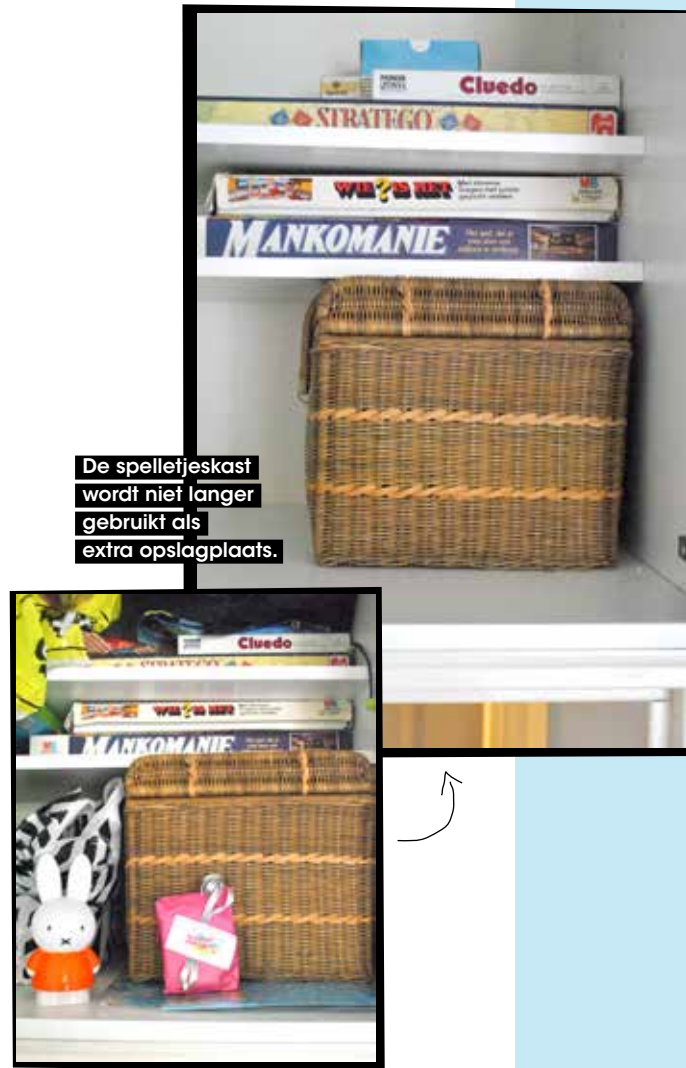 Cluedo
STRATEGO
WIE?IS HET
MANKOMANIE
De spelletjeskast
wordt niet langer
gebruikt als
extra opslagplaats.
Cluedo
STRATEGO
WIE?IS HET
MANKOMANIE